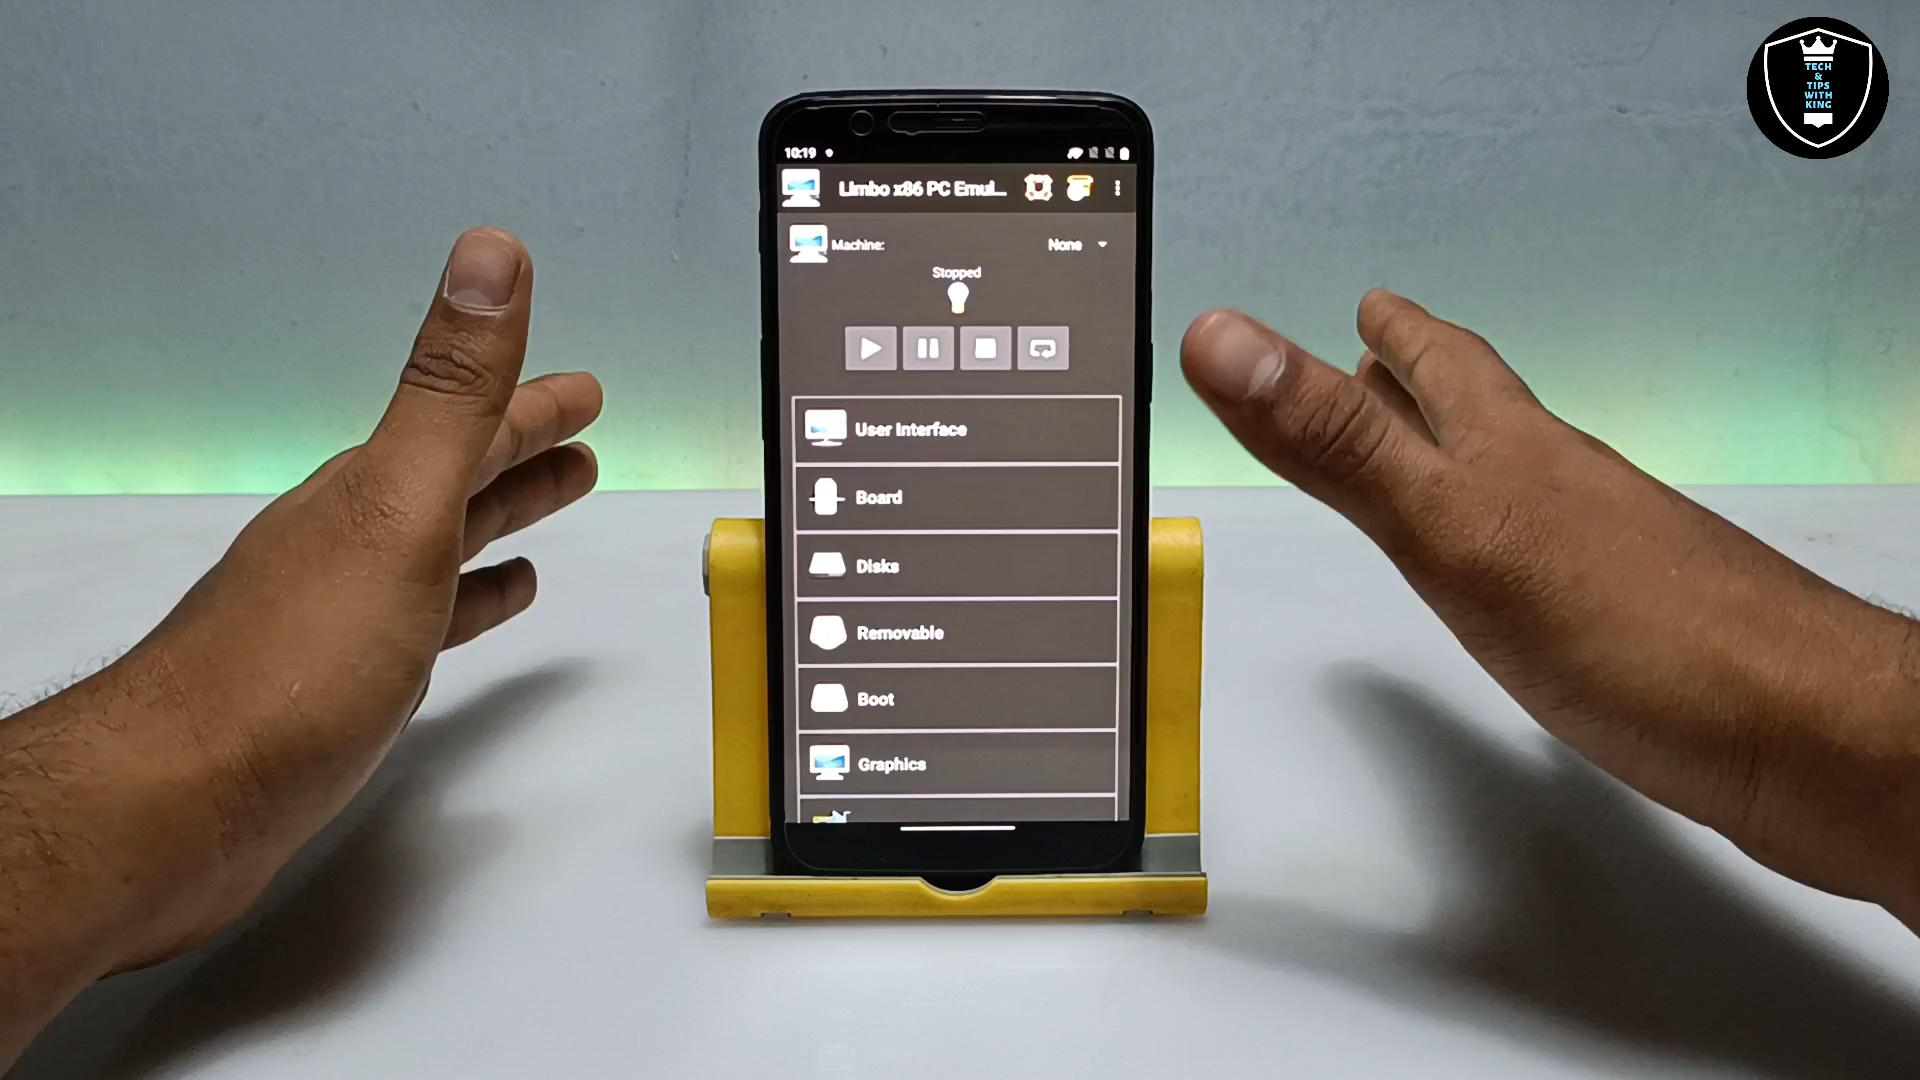 TECH
&
TIPS
WITH
KING
10:19
Limbo x86 PC Emul...
Machine:
None
Stopped
User Interface
Board
Disks
Removable
Boot
Graphics